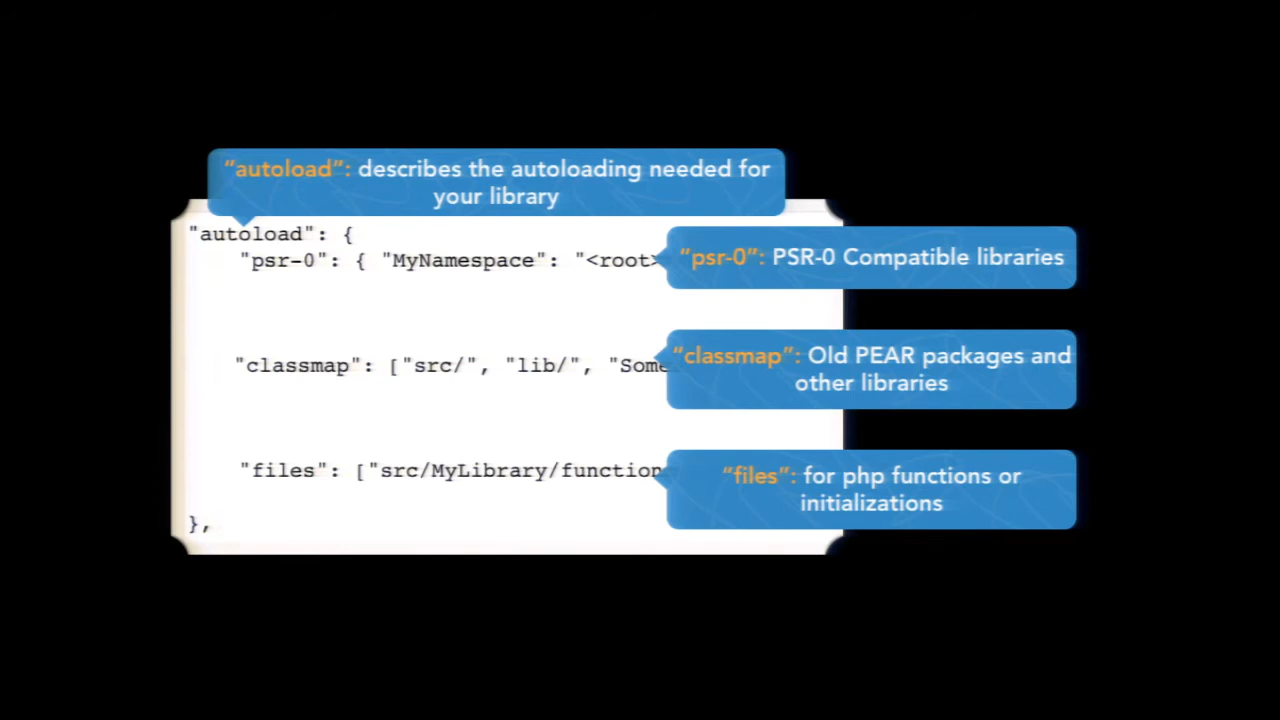 “autoload”: describes the autoloading needed for
your library
"autoload": {
"psr-0": { "MyNamespace": "<root>
“psr-0”: PSR-0 Compatible libraries
"classmap": ["src/", "lib/", "Some
“classmap”: Old PEAR packages and
other libraries
"files": ["src/MyLibrary/function
“files”: for php functions or
initializations
},